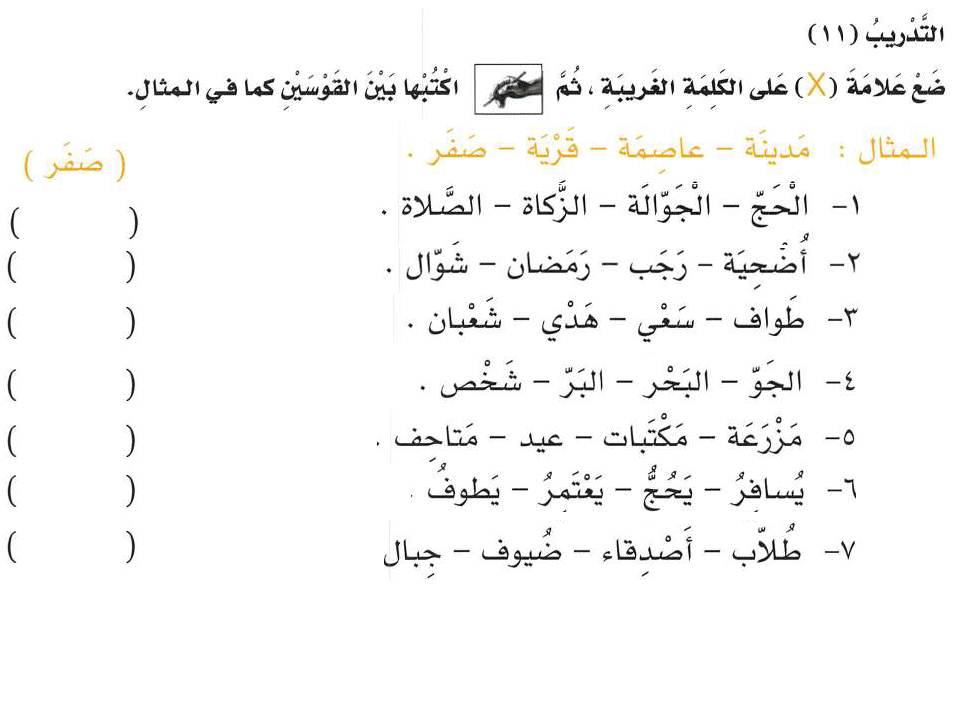 التَّدْريبُ (١١)
ضَعْ عَلامَةَ (X) عَلى الكَلِمَةِ الغَريبَةِ ، ثُمَّ اكْتُبْها بَيْنَ القَوْسَيْنِ كما في المثال.
المثال : مَدينَة – عاصِمَة – قَرْيَة – صَفَر . ( صَفَر )
١– الْحَجّ – الْجَوّالَة – الزَّكاة – الصَّلاة . ( )
٢– أُضْحِيَة – رَجَب – رَمَضان – شَوّال . ( )
٣– طَواف – سَعْي – هَدْي – شَعْبان . ( )
٤– الجَوّ – البَحْر – البَرّ – شَخْص . ( )
٥– مَزْرَعَة – مَكْتَبات – عيد – مَتاحِف . ( )
٦– يُسافِرُ – يَحُجُّ – يَعْتَمِرُ – يَطوفُ . ( )
٧– طُلاّب – أَصْدِقاء – ضُيوف – جِبال ( )